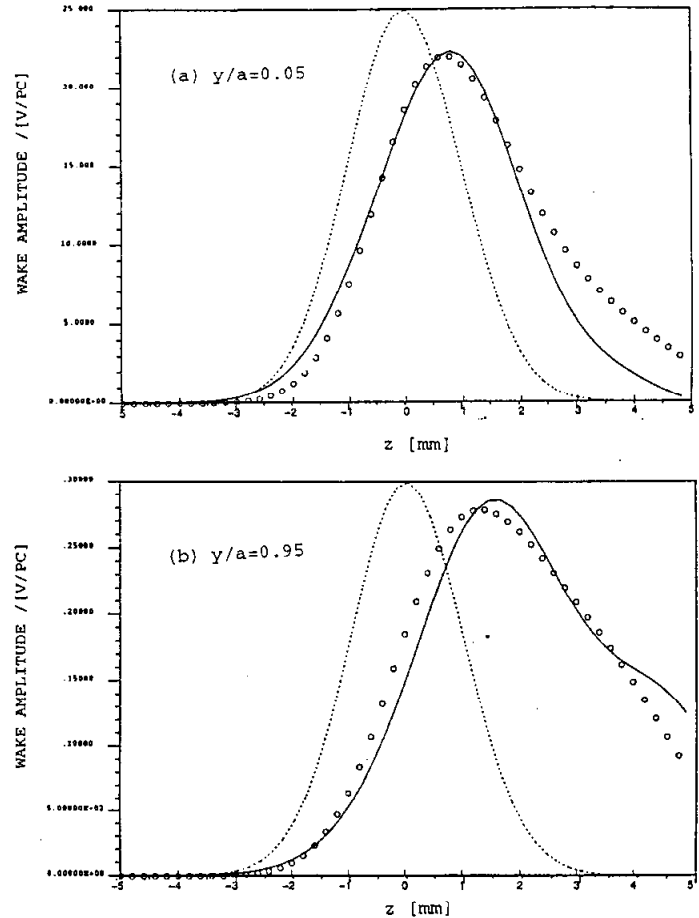 25.000
(a) y/a=0.05
20.000
WAKE AMPLITUDE /[V/PC]
15.000
10.0000
5.0000
0.00000E+00
-5 -4 -3 -2 -1 0 1 2 3 4 5
z [mm]
.30000
(b) y/a=0.95
.25000
WAKE AMPLITUDE /[V/PC]
.20000
.15000
.10000
5.00000E-02
0.00000E+00
-5 -4 -3 -2 -1 0 1 2 3 4 5
z [mm]